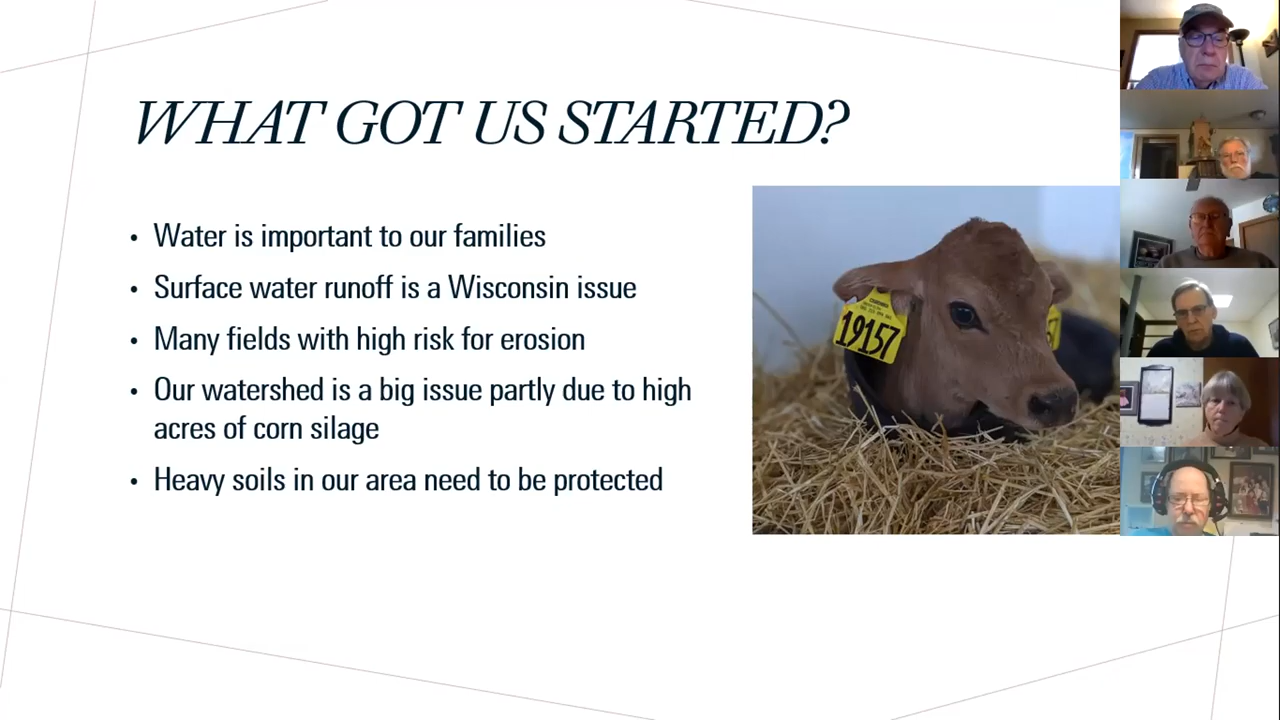 WHAT GOT US STARTED?
• Water is important to our families
• Surface water runoff is a Wisconsin issue
• Many fields with high risk for erosion
• Our watershed is a big issue partly due to high
acres of corn silage
• Heavy soils in our area need to be protected
19157